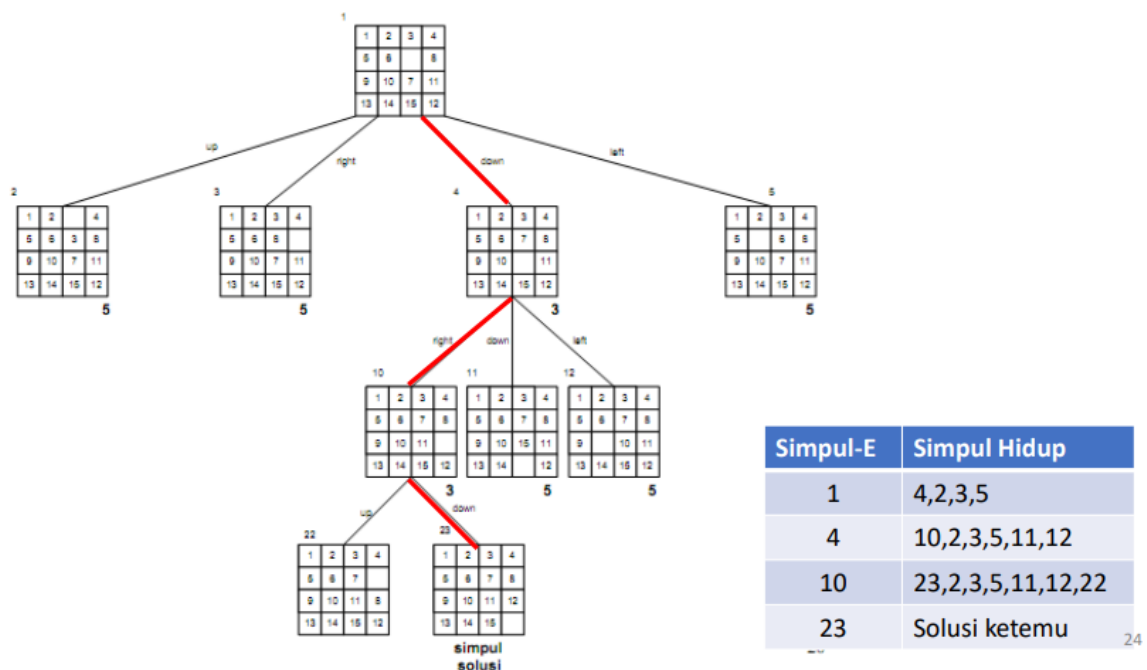 1
1 2 3 4
5 6 8
9 10 7 11
13 14 15 12
up
right
down
left
2
1 2 4
5 6 3 8
9 10 7 11
13 14 15 12
5
3
1 2 3 4
5 6 8
9 10 7 11
13 14 15 12
5
4
1 2 3 4
5 6 7 8
9 10 11
13 14 15 12
3
5
1 2 3 4
5 6 8
9 10 7 11
13 14 15 12
5
right
down
left
10
1 2 3 4
5 6 7 8
9 10 11
13 14 15 12
3
11
1 2 3 4
5 6 7 8
9 10 15 11
13 14 12
5
12
1 2 3 4
5 6 7 8
9 10 11
13 14 15 12
5
up
down
22
1 2 3 4
5 6 7
9 10 11 8
13 14 15 12
23
1 2 3 4
5 6 7 8
9 10 11 12
13 14 15
simpul
solusi
Simpul-E Simpul Hidup
1 4,2,3,5
4 10,2,3,5,11,12
10 23,2,3,5,11,12,22
23 Solusi ketemu
24